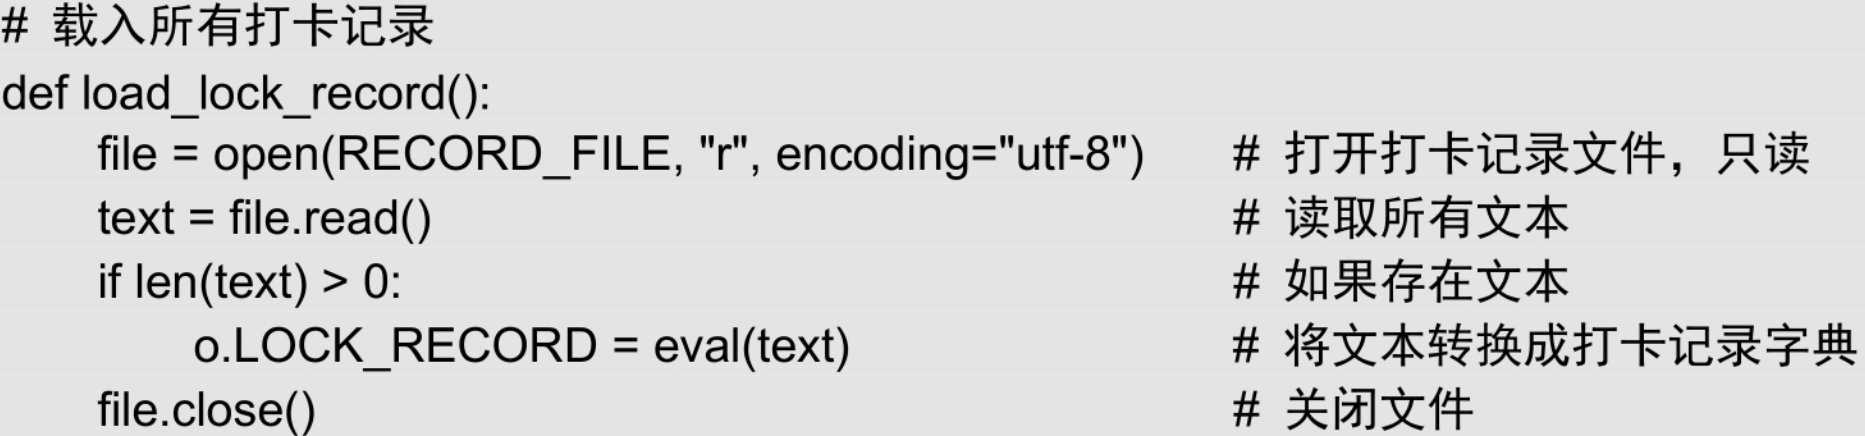 # 载入所有打卡记录
def load_lock_record():
    file = open(RECORD_FILE, "r", encoding="utf-8")    # 打开打卡记录文件，只读
    text = file.read()    # 读取所有文本
    if len(text) > 0:    # 如果存在文本
        o.LOCK_RECORD = eval(text)    # 将文本转换成打卡记录字典
    file.close()    # 关闭文件